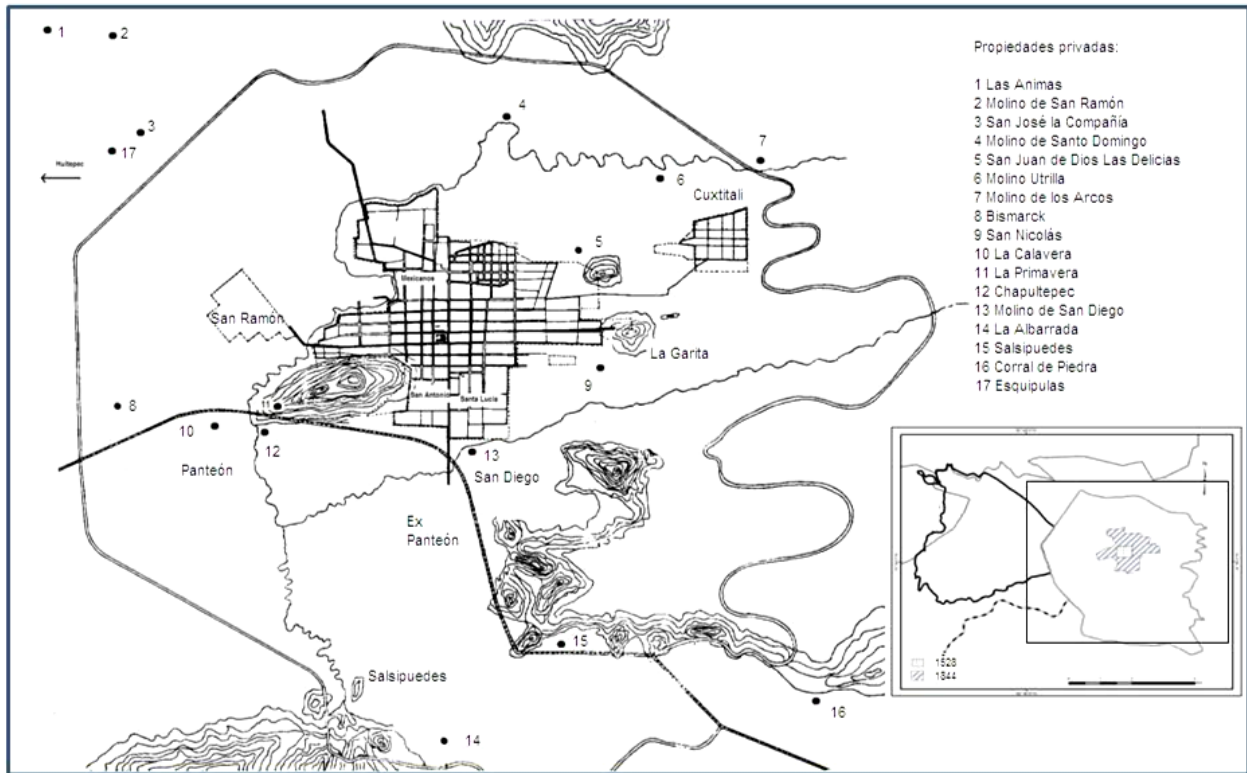 Propiedades privadas:
1 Las Animas
2 Molino de San Ramón
3 San José la Compañía
4 Molino de Santo Domingo
5 San Juan de Dios Las Delicias
6 Molino Utrilla
7 Molino de los Arcos
8 Bismarck
9 San Nicolás
10 La Calavera
11 La Primavera
12 Chapultepec
13 Molino de San Diego
14 La Albarrada
15 Salsipuedes
16 Corral de Piedra
17 Esquipulas
1
2
3
4
17
7
Huitepec
6
Cuxtitali
5
Mexicanos
San Ramón
La Garita
9
San Antonio
Santa Lucía
8
11
10
12
13
Panteón
San Diego
Ex
Panteón
15
Salsipuedes
16
14
1528
1844